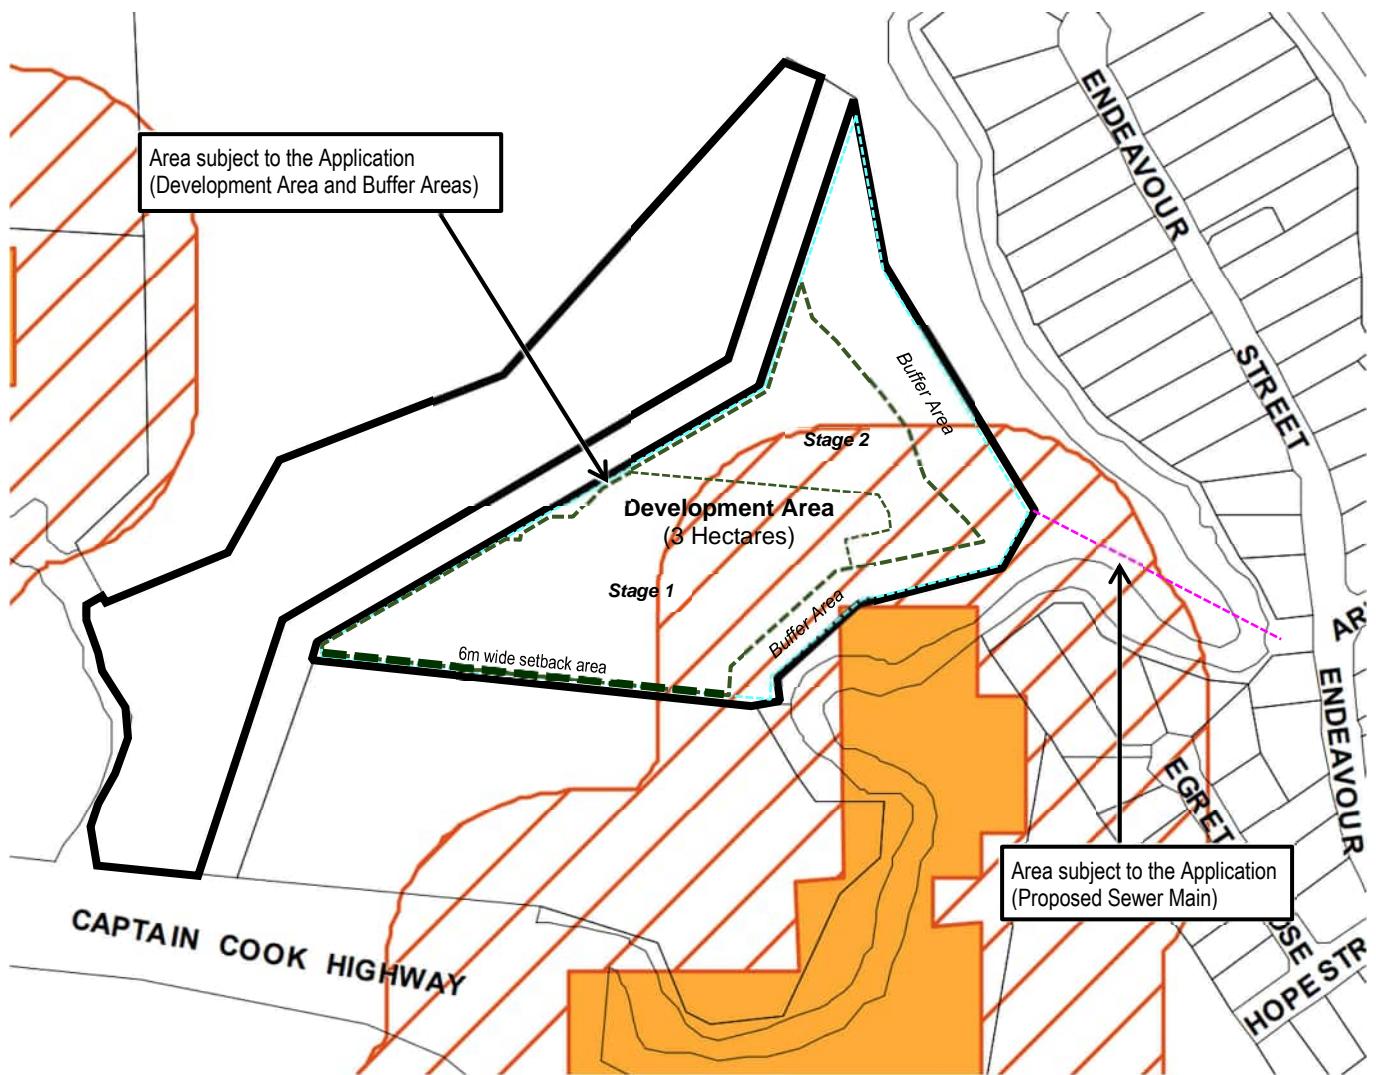 ENDEAVOUR
STREET
Area subject to the Application
(Development Area and Buffer Areas)
Buffer Area
Stage 2
Development Area
(3 Hectares)
Stage 1
Buffer Area
6m wide setback area
AR
ENDEAVOUR
EGRET
Area subject to the Application
(Proposed Sewer Main)
OSE
HOPE STR
CAPTAIN COOK HIGHWAY